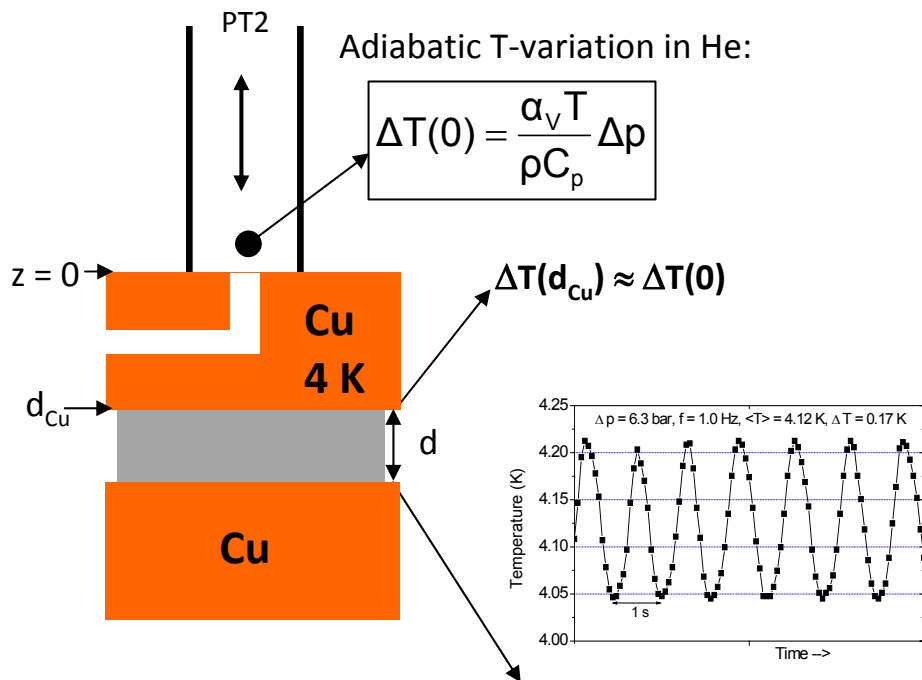 PT2
Adiabatic T-variation in He:
ΔT(0) = α_V T / ρC_p Δp
z = 0
ΔT(d_Cu) ≈ ΔT(0)
Cu
4 K
d_Cu
d
Cu
Δp = 6.3 bar, f = 1.0 Hz, <T> = 4.12 K, ΔT = 0.17 K
4.25
4.20
4.15
4.10
4.05
4.00
Temperature (K)
1 s
Time -->